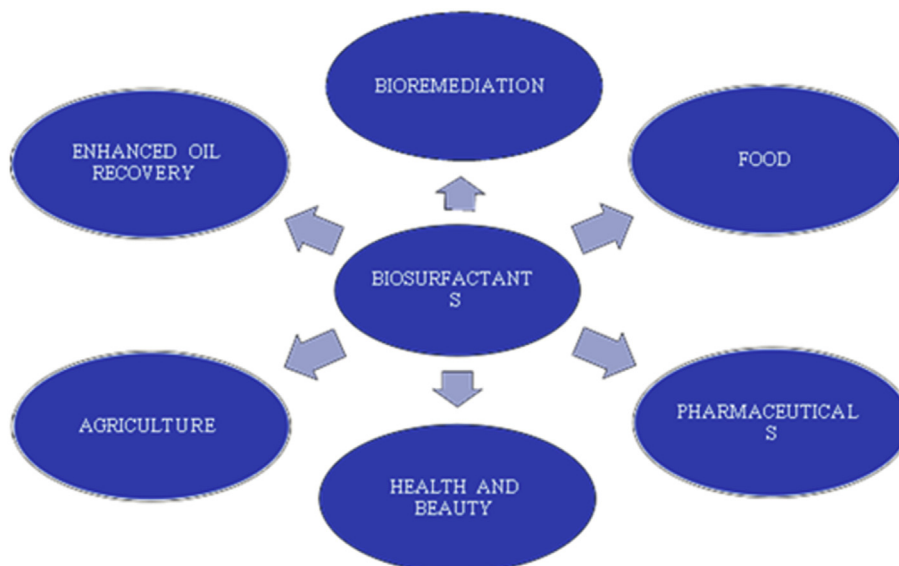 BIOREMEDIATION
ENHANCED OIL
RECOVERY
FOOD
BIOSURFACTANT
S
AGRICULTURE
PHARMACEUTICAL
S
HEALTH AND
BEAUTY